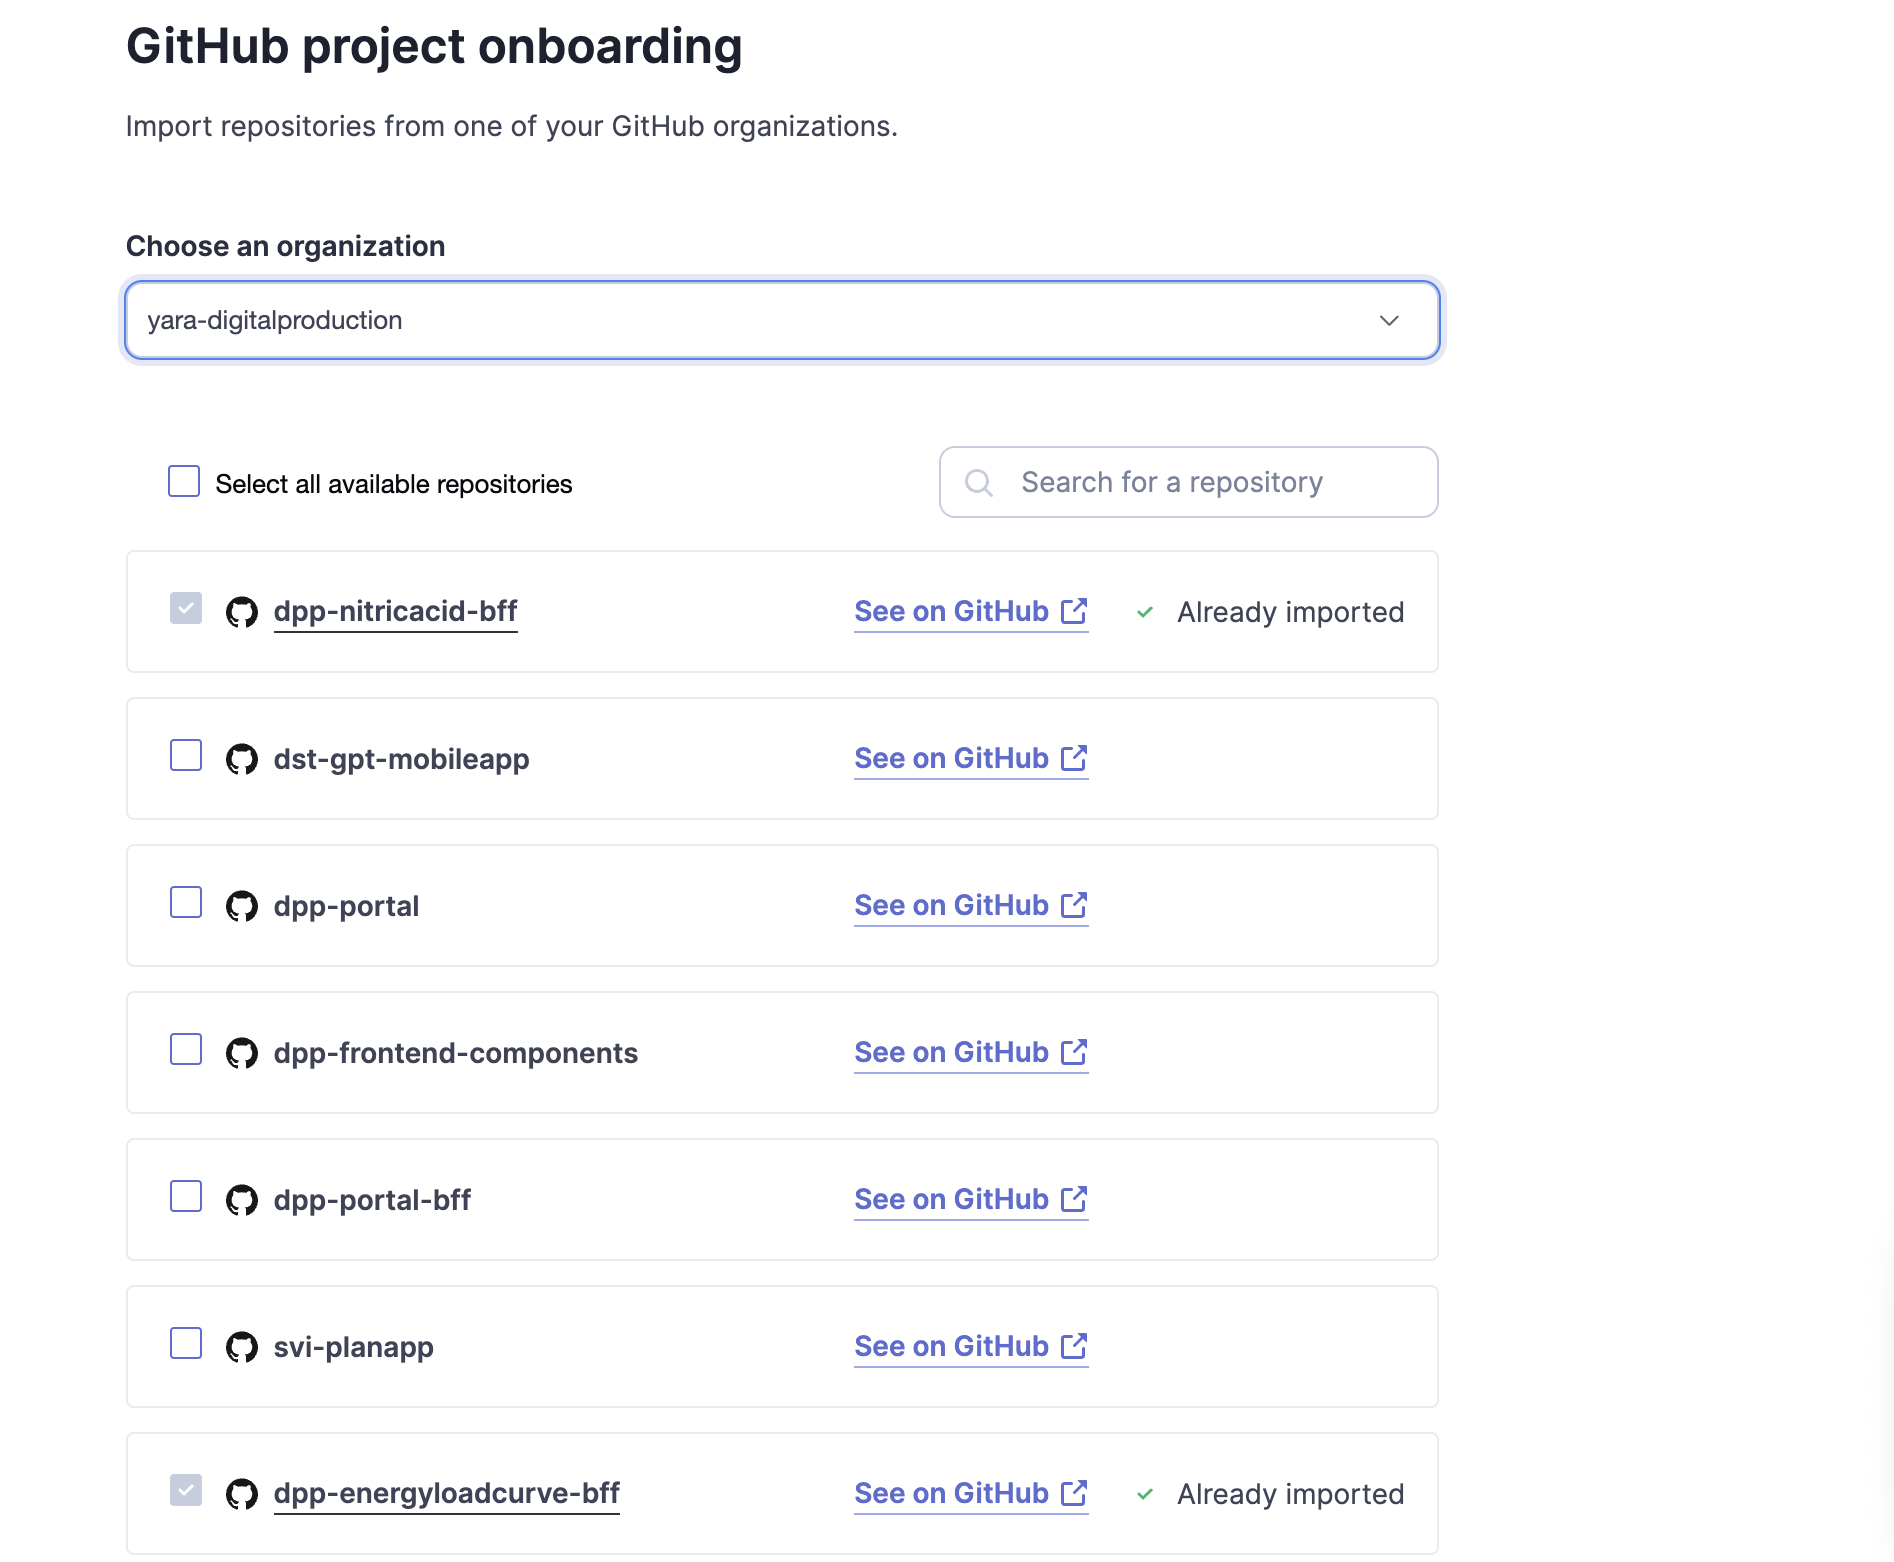 GitHub project onboarding
Import repositories from one of your GitHub organizations.
Choose an organization
yara-digitalproduction
Select all available repositories
Search for a repository
dpp-nitricacid-bff See on GitHub Already imported
dst-gpt-mobileapp See on GitHub
dpp-portal See on GitHub
dpp-frontend-components See on GitHub
dpp-portal-bff See on GitHub
svi-planapp See on GitHub
dpp-energyloadcurve-bff See on GitHub Already imported